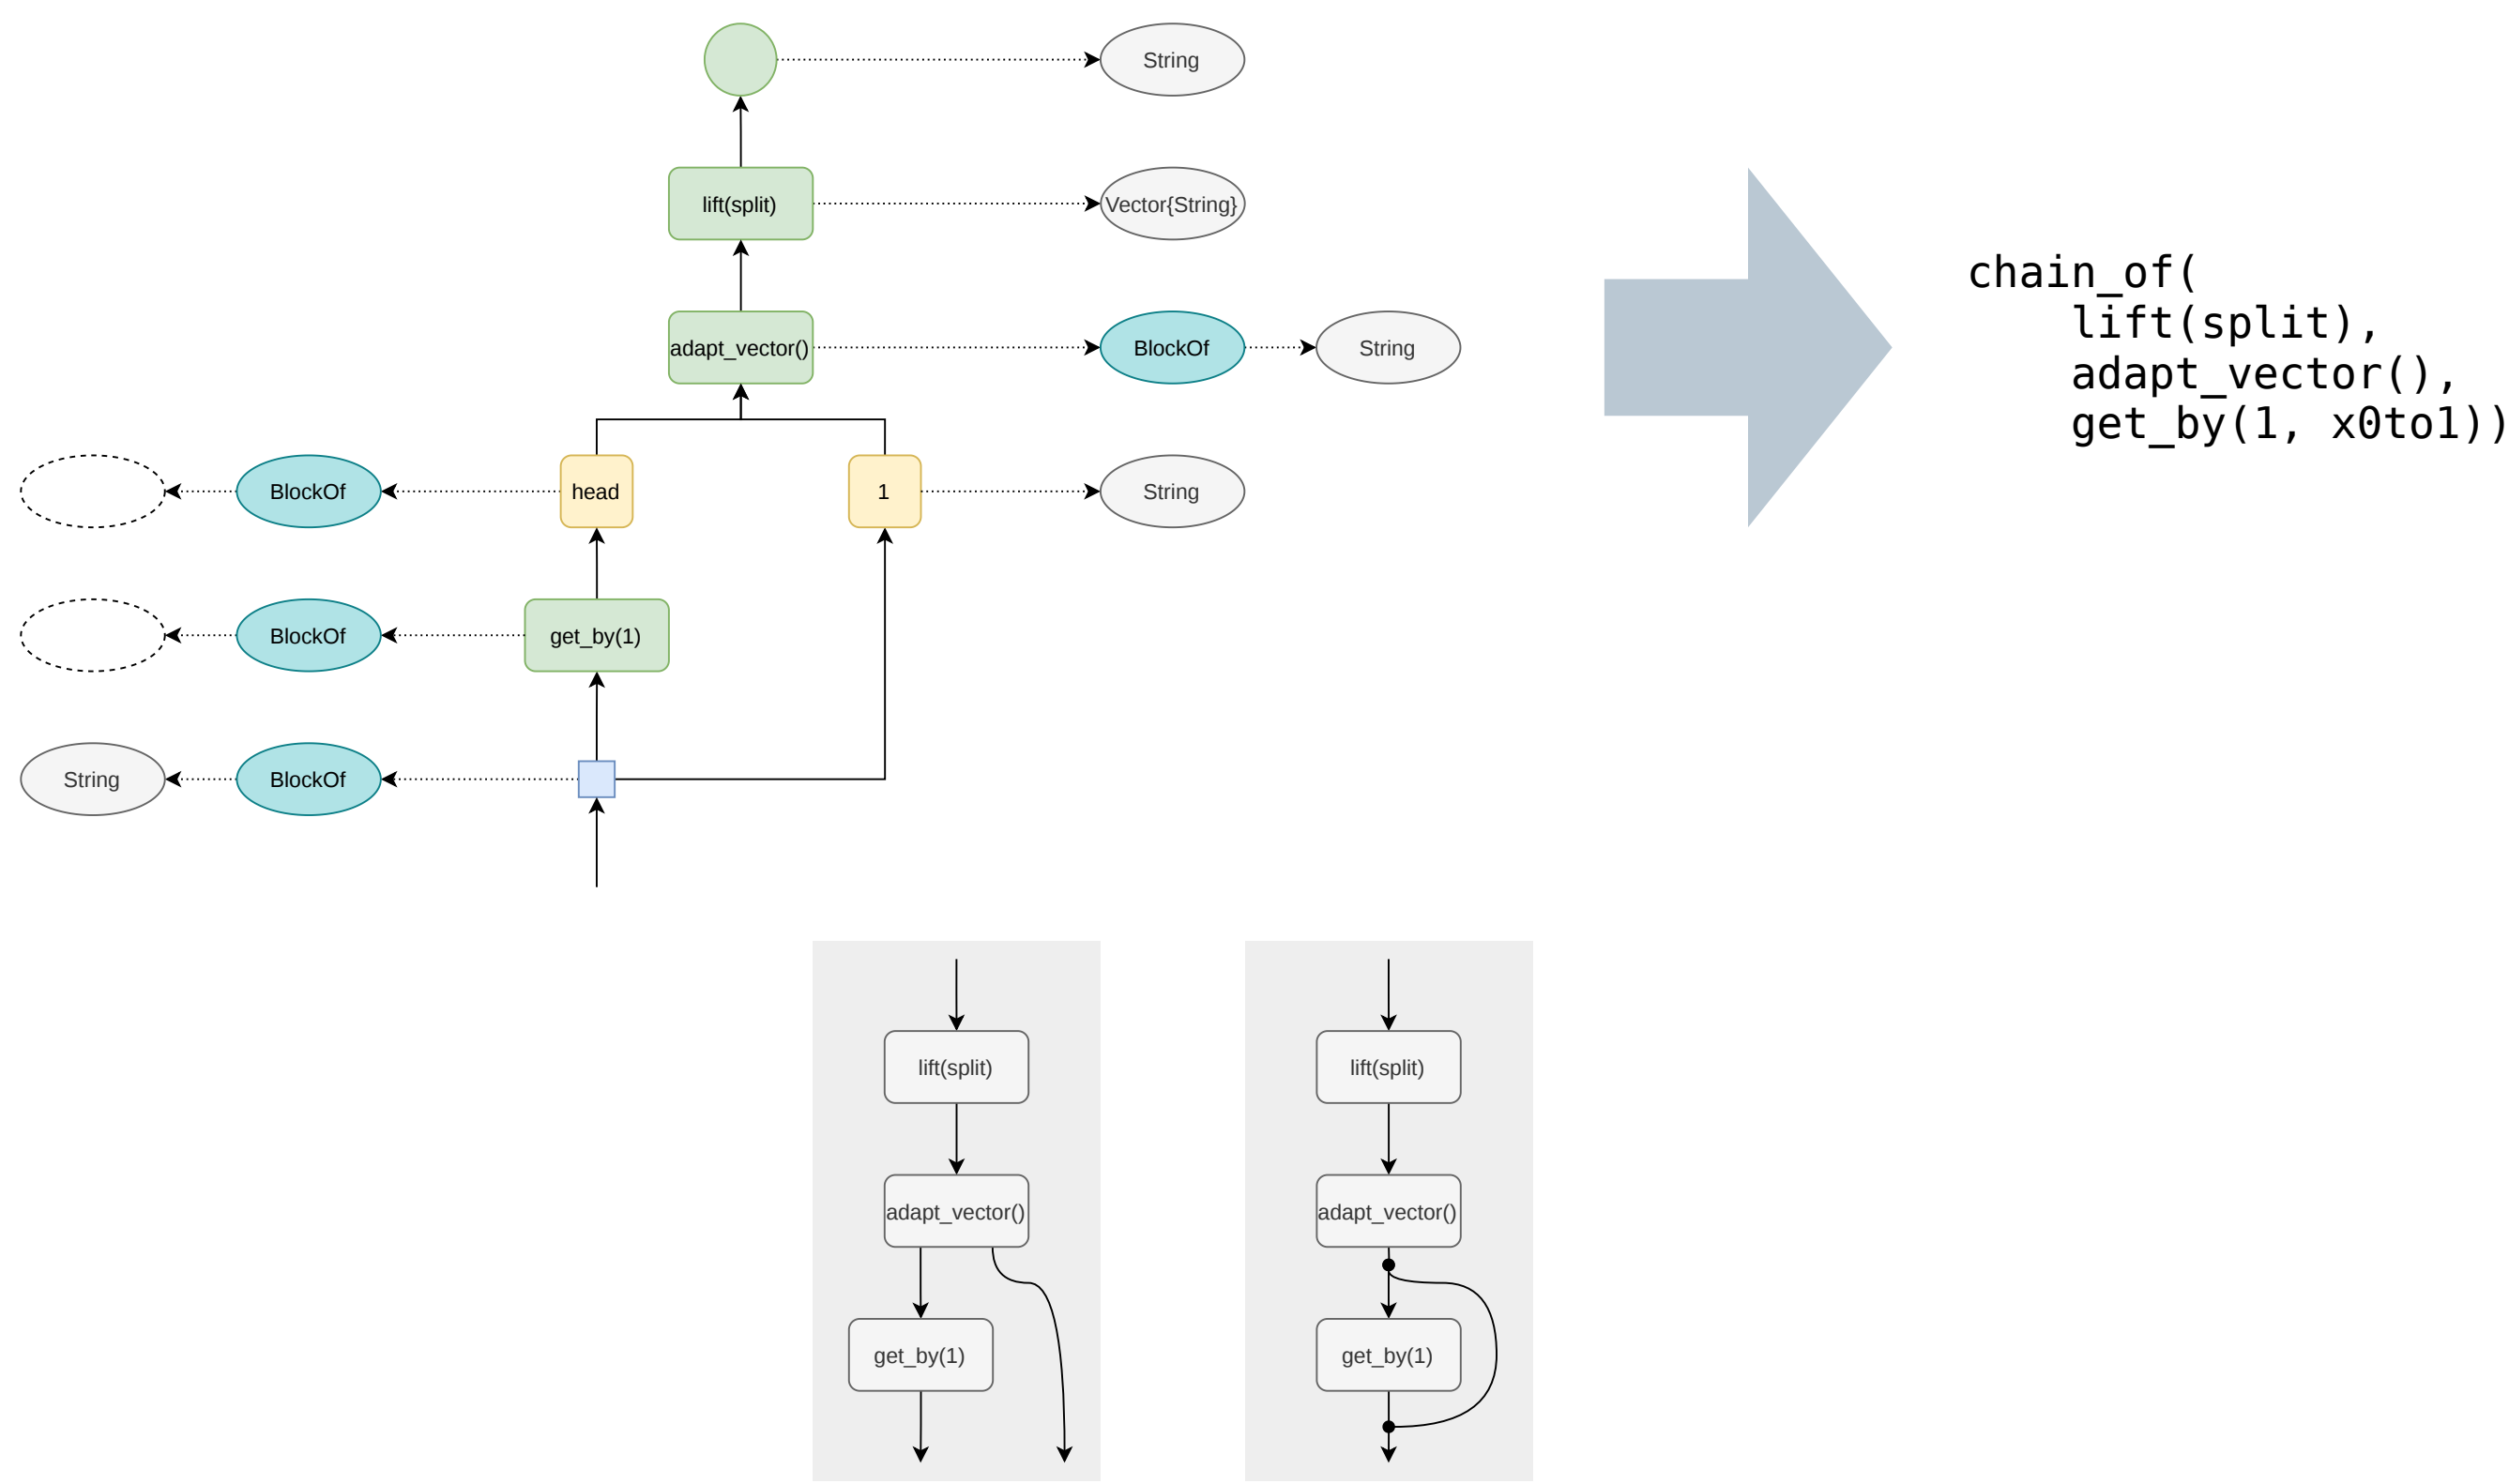 String
lift(split)
Vector{String}
adapt_vector()
BlockOf
String
BlockOf
head
1
String
BlockOf
get_by(1)
String
BlockOf
chain_of(
    lift(split),
    adapt_vector(),
    get_by(1, x0to1))
lift(split)
adapt_vector()
get_by(1)
lift(split)
adapt_vector()
get_by(1)